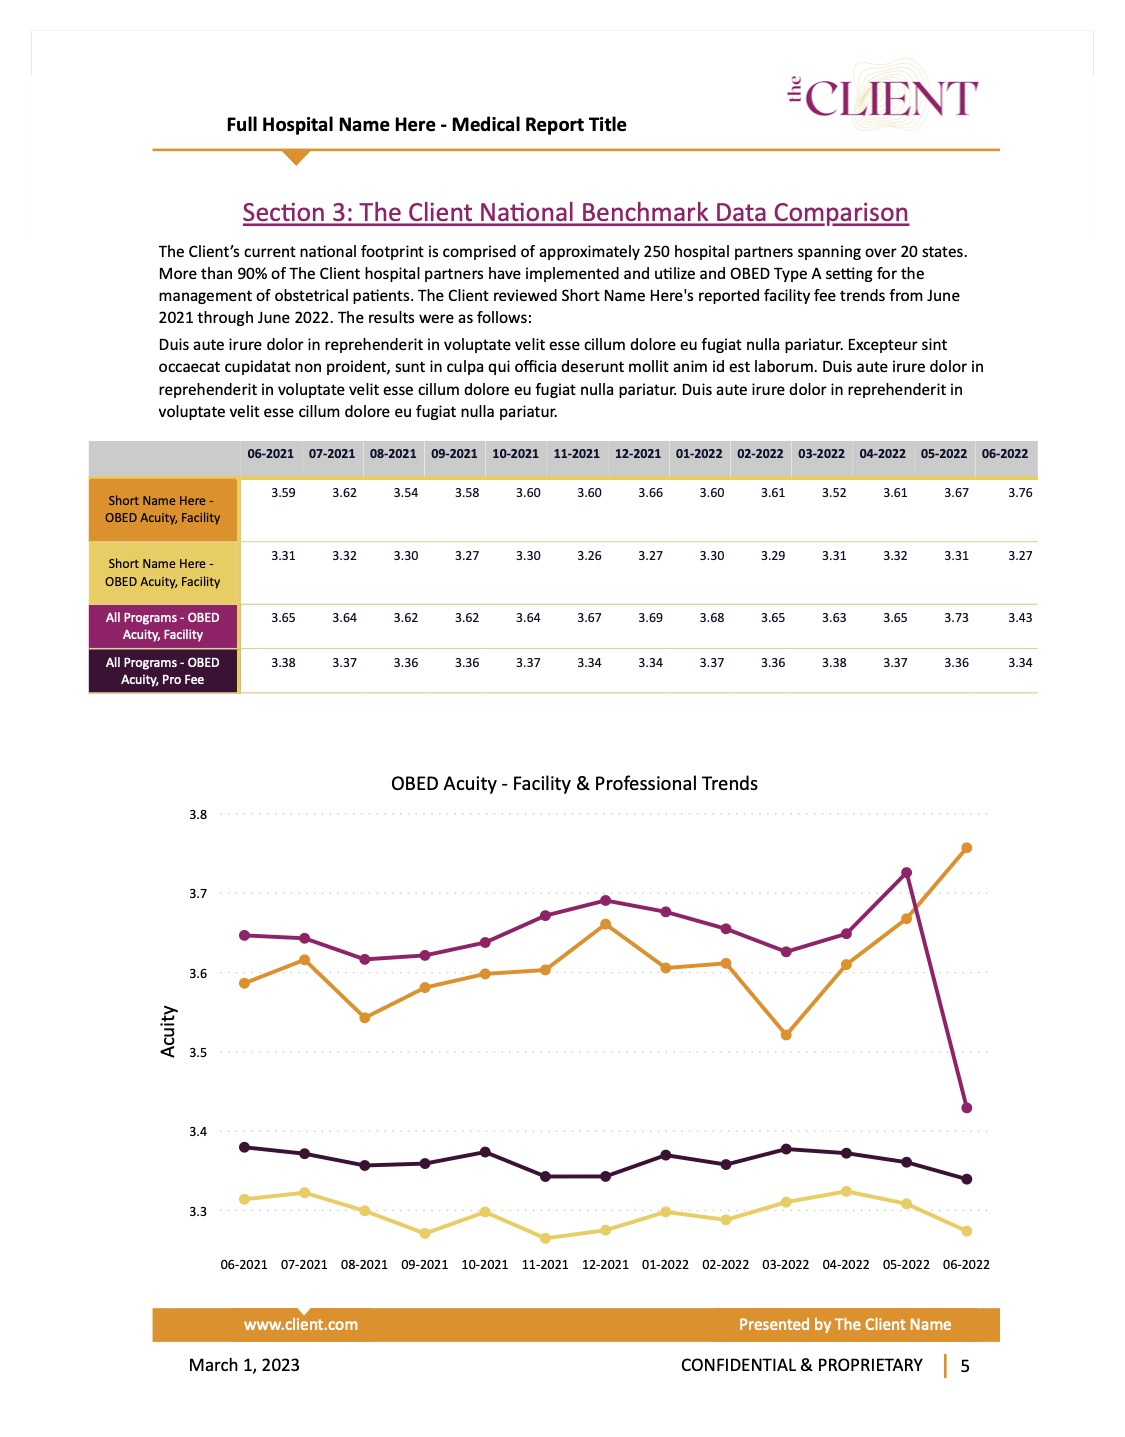 the CLIENT
Full Hospital Name Here - Medical Report Title
Section 3: The Client National Benchmark Data Comparison
The Client’s current national footprint is comprised of approximately 250 hospital partners spanning over 20 states.
More than 90% of The Client hospital partners have implemented and utilize and OBED Type A setting for the
management of obstetrical patients. The Client reviewed Short Name Here's reported facility fee trends from June
2021 through June 2022. The results were as follows:
Duis aute irure dolor in reprehenderit in voluptate velit esse cillum dolore eu fugiat nulla pariatur. Excepteur sint
occaecat cupidatat non proident, sunt in culpa qui officia deserunt mollit anim id est laborum. Duis aute irure dolor in
reprehenderit in voluptate velit esse cillum dolore eu fugiat nulla pariatur. Duis aute irure dolor in reprehenderit in
voluptate velit esse cillum dolore eu fugiat nulla pariatur.
06-2021 07-2021 08-2021 09-2021 10-2021 11-2021 12-2021 01-2022 02-2022 03-2022 04-2022 05-2022 06-2022
Short Name Here -
OBED Acuity, Facility
3.59 3.62 3.54 3.58 3.60 3.60 3.66 3.60 3.61 3.52 3.61 3.67 3.76
Short Name Here -
OBED Acuity, Facility
3.31 3.32 3.30 3.27 3.30 3.26 3.27 3.30 3.29 3.31 3.32 3.31 3.27
All Programs - OBED
Acuity, Facility
3.65 3.64 3.62 3.62 3.64 3.67 3.69 3.68 3.65 3.63 3.65 3.73 3.43
All Programs - OBED
Acuity, Pro Fee
3.38 3.37 3.36 3.36 3.37 3.34 3.34 3.37 3.36 3.38 3.37 3.36 3.34
OBED Acuity - Facility & Professional Trends
3.8
3.7
3.6
Acuity
3.5
3.4
3.3
06-2021 07-2021 08-2021 09-2021 10-2021 11-2021 12-2021 01-2022 02-2022 03-2022 04-2022 05-2022 06-2022
www.client.com Presented by The Client Name
March 1, 2023 CONFIDENTIAL & PROPRIETARY 5